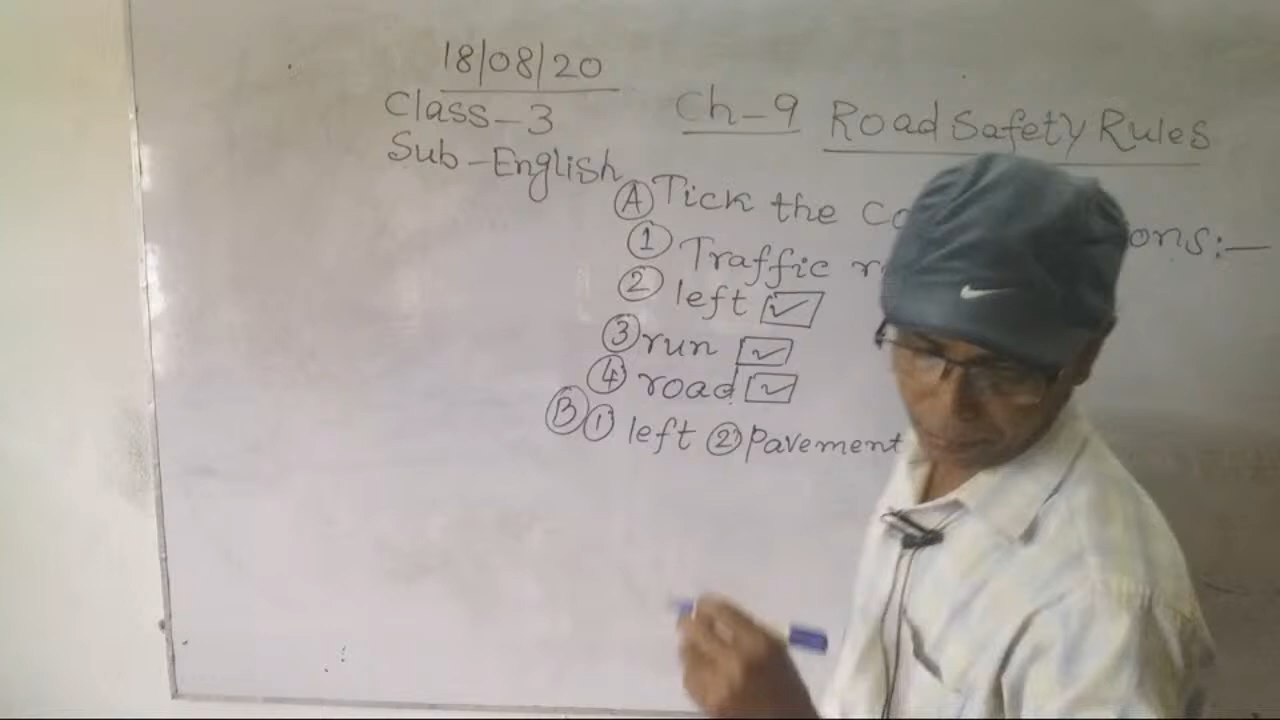 18/08/20
Class-3
Sub-English
Ch-9 Road Safety Rules
Ⓐ Tick the
① Traffic
② left ☑
③ run ☑
④ road ☑
Ⓑ ① left ② Pavement